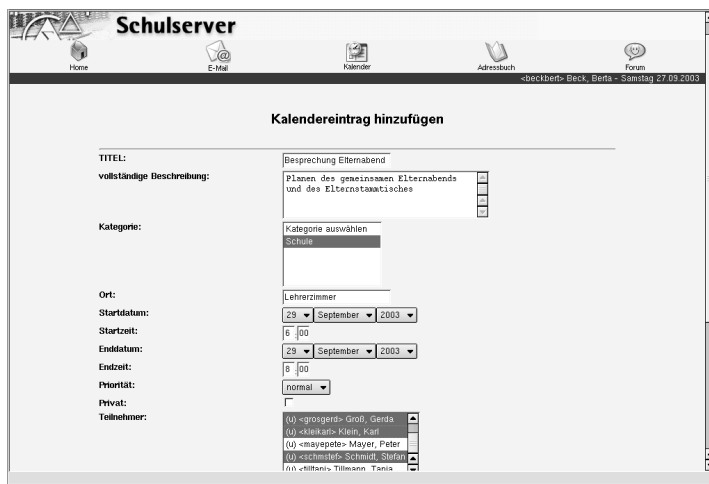 Schulserver
Home E-Mail Kalender Adressbuch Forum
<beckbert> Beck, Berta - Samstag 27.09.2003
Kalendereintrag hinzufügen
TITEL: Besprechung Elternabend
vollständige Beschreibung: Planen des gemeinsamen Elternabends
und des Elternstammtisches
Kategorie: Kategorie auswählen
Schule
Ort: Lehrerzimmer
Startdatum: 29 September 2003
Startzeit: 6 :00
Enddatum: 29 September 2003
Endzeit: 8 :00
Priorität: normal
Privat:
Teilnehmer: (u) <grosgerd> Groß, Gerda
(u) <kleikarl> Klein, Karl
(u) <mayepete> Mayer, Peter
(u) <schmstef> Schmidt, Stefan
(u) <tilltani> Tillmann, Tanja